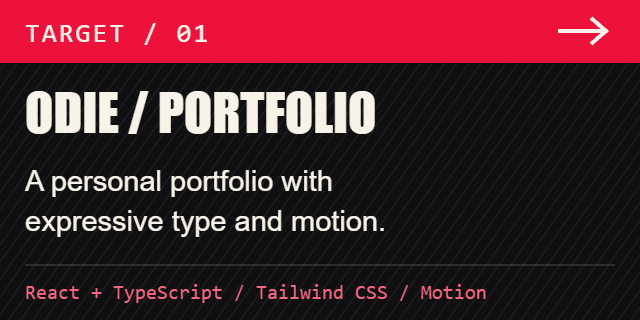 TARGET / 01
ODIE / PORTFOLIO
A personal portfolio with
expressive type and motion.
React + TypeScript / Tailwind CSS / Motion